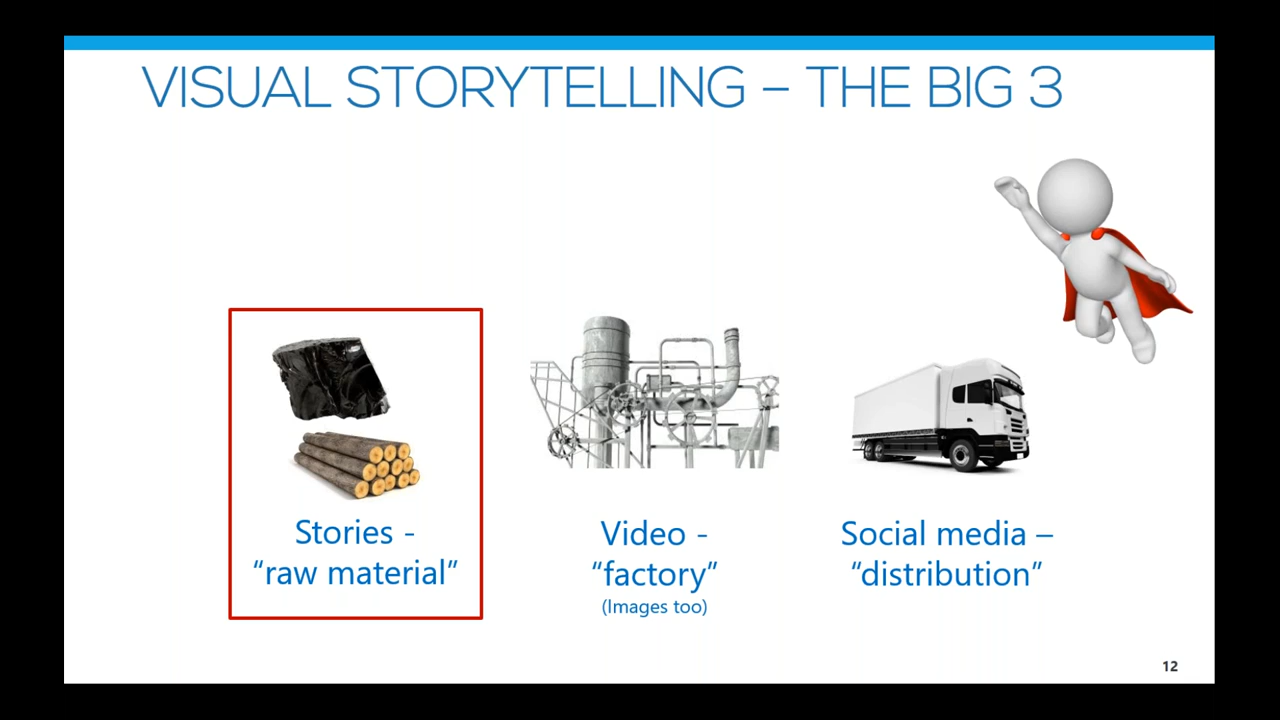 VISUAL STORYTELLING – THE BIG 3
Stories -
“raw material”
Video -
“factory”
(Images too)
Social media –
“distribution”
12